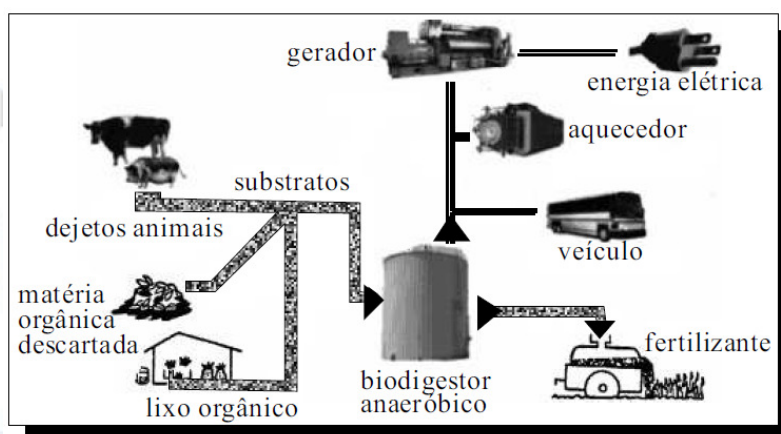 gerador
energia elétrica
aquecedor
substratos
dejetos animais
veículo
matéria
orgânica
descartada
fertilizante
biodigestor
anaeróbico
lixo orgânico